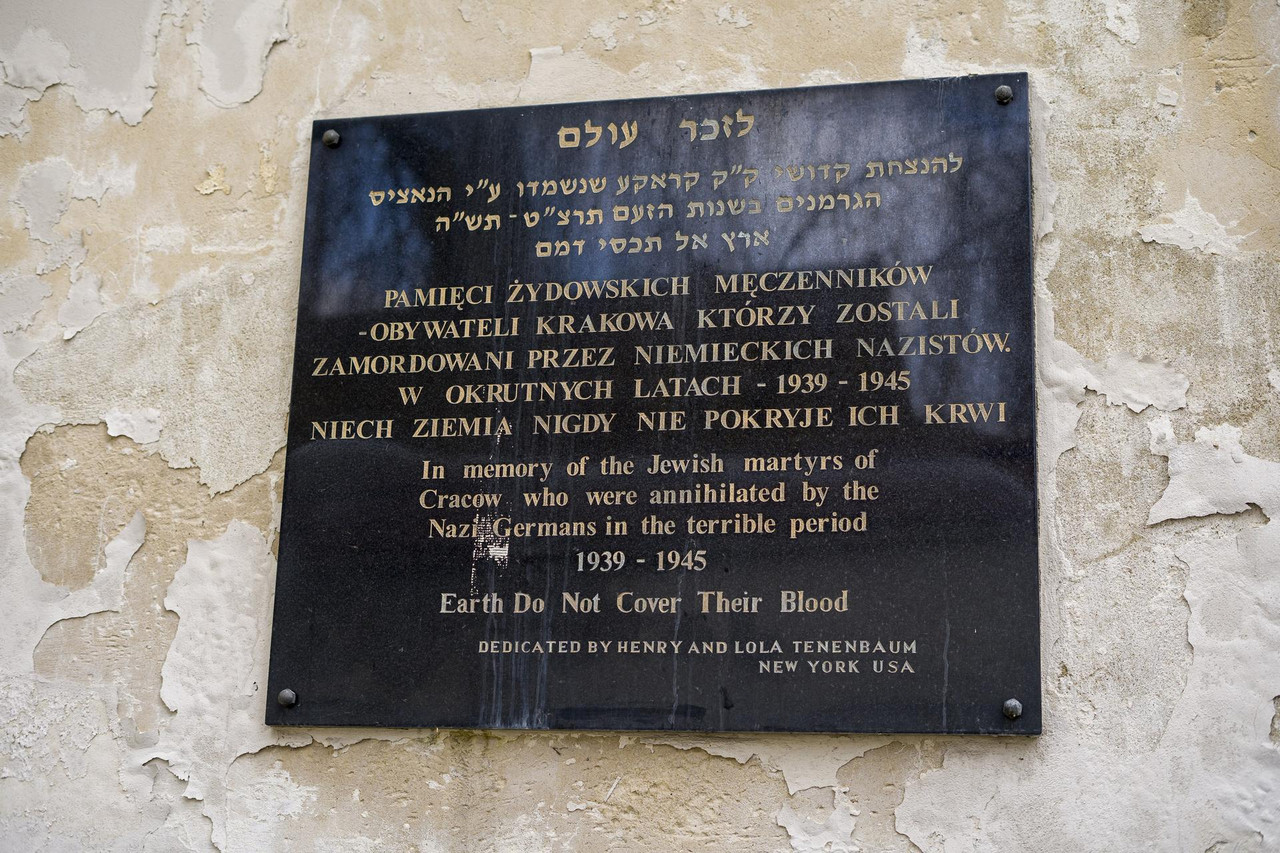 לזכר עולם
להנצחת קדושי ק״ק קראקע שנשמדו ע״י הנאציס
הגרמנים בשנות הזעם תרצ״ט - תש״ה
ארץ אל תכסי דמם
PAMIĘCI ŻYDOWSKICH MĘCZENNIKÓW
-OBYWATELI KRAKOWA KTÓRZY ZOSTALI
ZAMORDOWANI PRZEZ NIEMIECKICH NAZISTÓW.
W OKRUTNYCH LATACH - 1939 - 1945
NIECH ZIEMIA NIGDY NIE POKRYJE ICH KRWI
In memory of the Jewish martyrs of
Cracow who were annihilated by the
Nazi Germans in the terrible period
1939 - 1945
Earth Do Not Cover Their Blood
DEDICATED BY HENRY AND LOLA TENENBAUM
NEW YORK USA